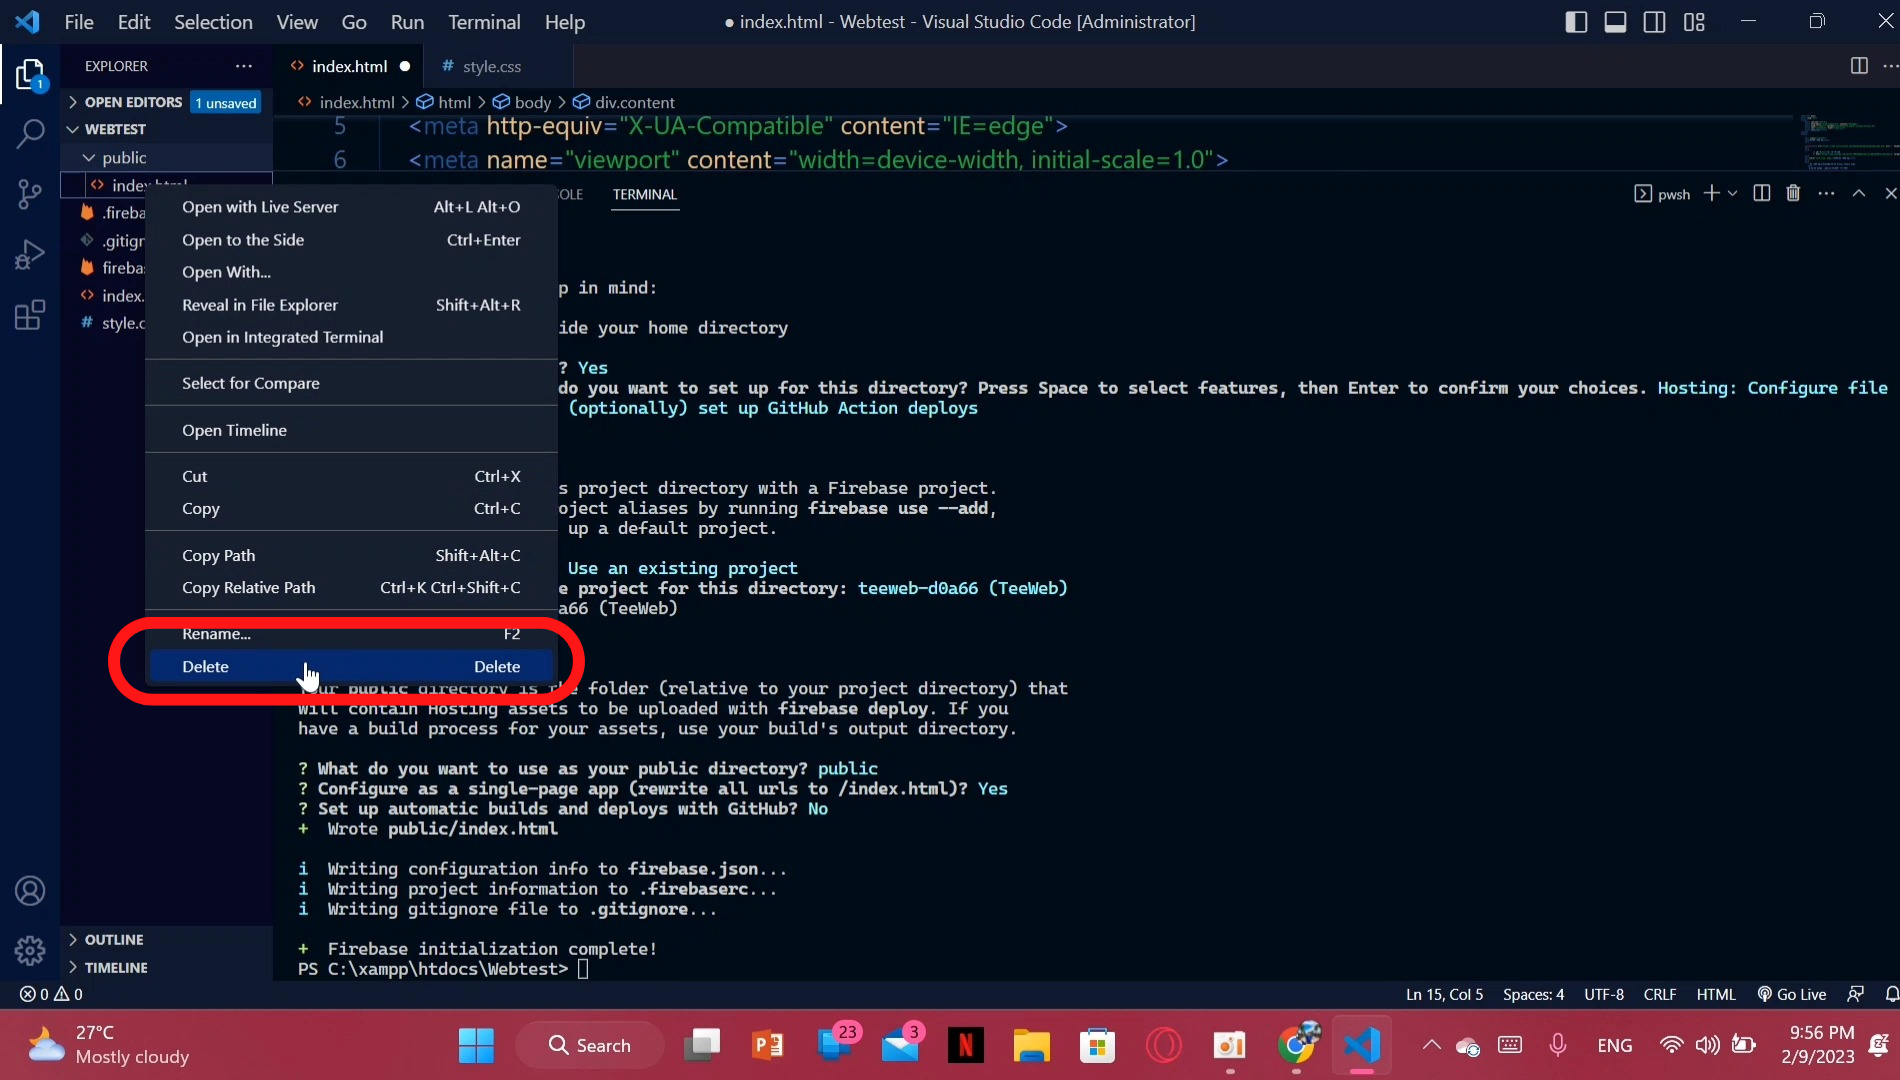 File Edit Selection View Go Run Terminal Help
● index.html - Webtest - Visual Studio Code [Administrator]
EXPLORER
index.html ●
# style.css
1
OPEN EDITORS 1 unsaved
index.html > html > body > div.content
WEBTEST
5 <meta http-equiv="X-UA-Compatible" content="IE=edge">
public
6 <meta name="viewport" content="width=device-width, initial-scale=1.0">
index.html
.fireba
.gitign
fireba
index.
# style.c
OLE TERMINAL
pwsh
Open with Live Server Alt+L Alt+O
Open to the Side Ctrl+Enter
Open With...
Reveal in File Explorer Shift+Alt+R
Open in Integrated Terminal
Select for Compare
Open Timeline
Cut Ctrl+X
Copy Ctrl+C
Copy Path Shift+Alt+C
Copy Relative Path Ctrl+K Ctrl+Shift+C
Rename... F2
Delete Delete
p in mind:
ide your home directory
? Yes
do you want to set up for this directory? Press Space to select features, then Enter to confirm your choices. Hosting: Configure file
(optionally) set up GitHub Action deploys
s project directory with a Firebase project.
oject aliases by running firebase use --add,
up a default project.
Use an existing project
e project for this directory: teeweb-d0a66 (TeeWeb)
a66 (TeeWeb)
Your public directory is the folder (relative to your project directory) that
will contain Hosting assets to be uploaded with firebase deploy. If you
have a build process for your assets, use your build's output directory.
? What do you want to use as your public directory? public
? Configure as a single-page app (rewrite all urls to /index.html)? Yes
? Set up automatic builds and deploys with GitHub? No
+ Wrote public/index.html
i Writing configuration info to firebase.json...
i Writing project information to .firebaserc...
i Writing gitignore file to .gitignore...
+ Firebase initialization complete!
PS C:\xampp\htdocs\Webtest>
OUTLINE
TIMELINE
0 0
Ln 15, Col 5 Spaces: 4 UTF-8 CRLF HTML Go Live
27°C
Mostly cloudy
Search
23
3
N
ENG
9:56 PM
2/9/2023